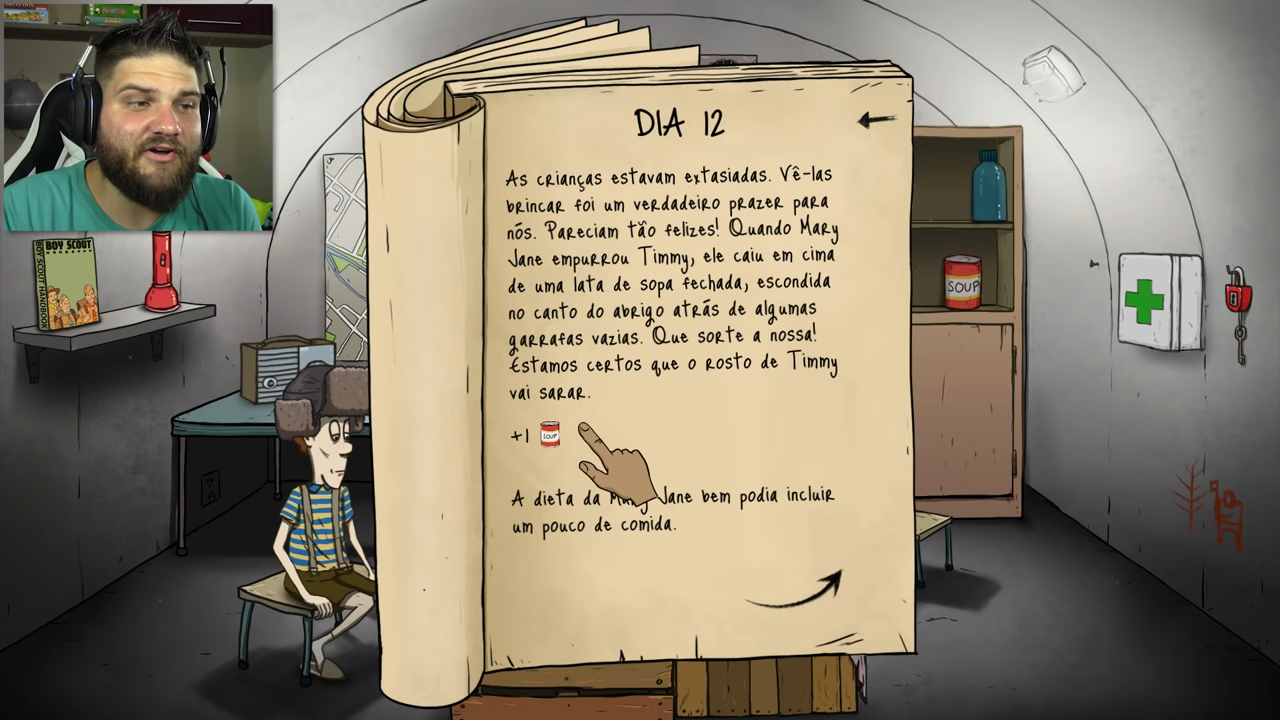 DIA 12
As crianças estavam extasiadas. Vê-las
brincar foi um verdadeiro prazer para
nós. Pareciam tão felizes! Quando Mary
Jane empurrou Timmy, ele caiu em cima
de uma lata de sopa fechada, escondida
no canto do abrigo atrás de algumas
garrafas vazias. Que sorte a nossa!
Estamos certos que o rosto de Timmy
vai sarar.
+1 SOUP
A dieta da Mary Jane bem podia incluir
um pouco de comida.
BOY SCOUT
BOY SCOUT HANDBOOK
SOUP